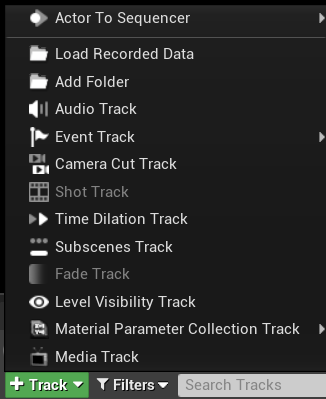 Actor To Sequencer
Load Recorded Data
Add Folder
Audio Track
Event Track
Camera Cut Track
Shot Track
Time Dilation Track
Subscenes Track
Fade Track
Level Visibility Track
Material Parameter Collection Track
Media Track
Track Filters Search Tracks